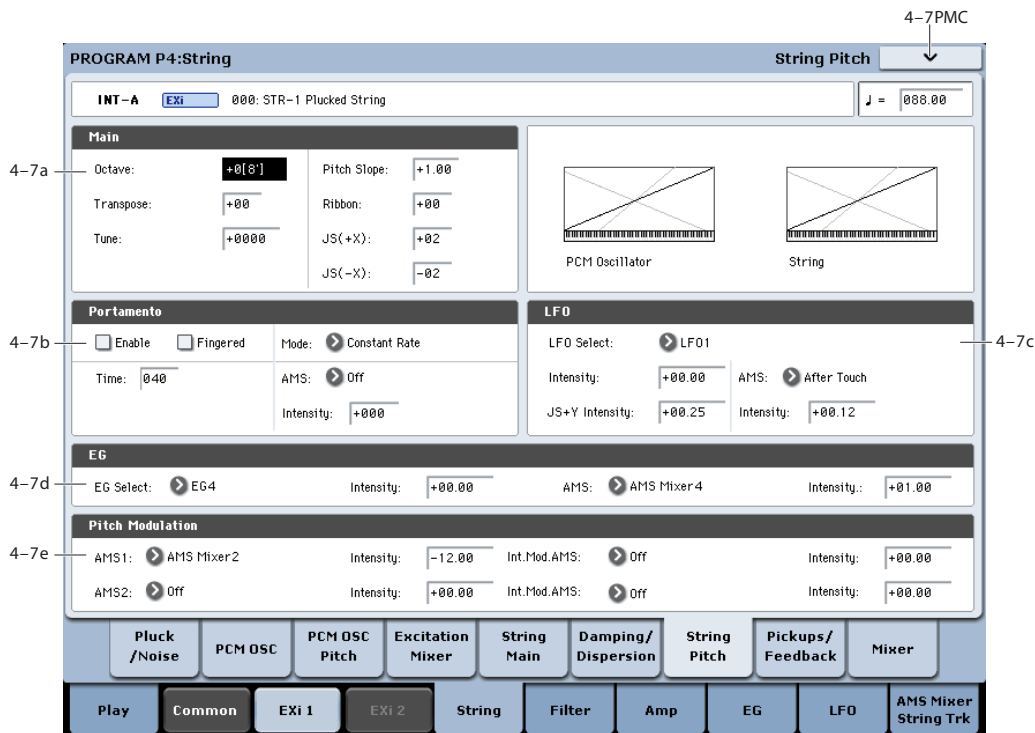 4–7PMC
PROGRAM P4:String
String Pitch
INT-A EXi 000: STR-1 Plucked String
♩ = 088.00
Main
4–7a
Octave: +0[8'] Pitch Slope: +1.00
Transpose: +00 Ribbon: +00
Tune: +0000 JS(+X): +02
JS(-X): -02
PCM Oscillator
String
Portamento
4–7b
Enable Fingered Mode: Constant Rate
Time: 040 AMS: Off
Intensity: +000
LFO
LFO Select: LFO1
4–7c
Intensity: +00.00 AMS: After Touch
JS+Y Intensity: +00.25 Intensity: +00.12
EG
4–7d
EG Select: EG4 Intensity: +00.00 AMS: AMS Mixer4 Intensity.: +01.00
Pitch Modulation
4–7e
AMS1: AMS Mixer2 Intensity: -12.00 Int.Mod.AMS: Off Intensity: +00.00
AMS2: Off Intensity: +00.00 Int.Mod.AMS: Off Intensity: +00.00
Pluck
/Noise
PCM OSC
PCM OSC
Pitch
Excitation
Mixer
String
Main
Damping/
Dispersion
String
Pitch
Pickups/
Feedback
Mixer
Play
Common
EXi 1
EXi 2
String
Filter
Amp
EG
LFO
AMS Mixer
String Trk